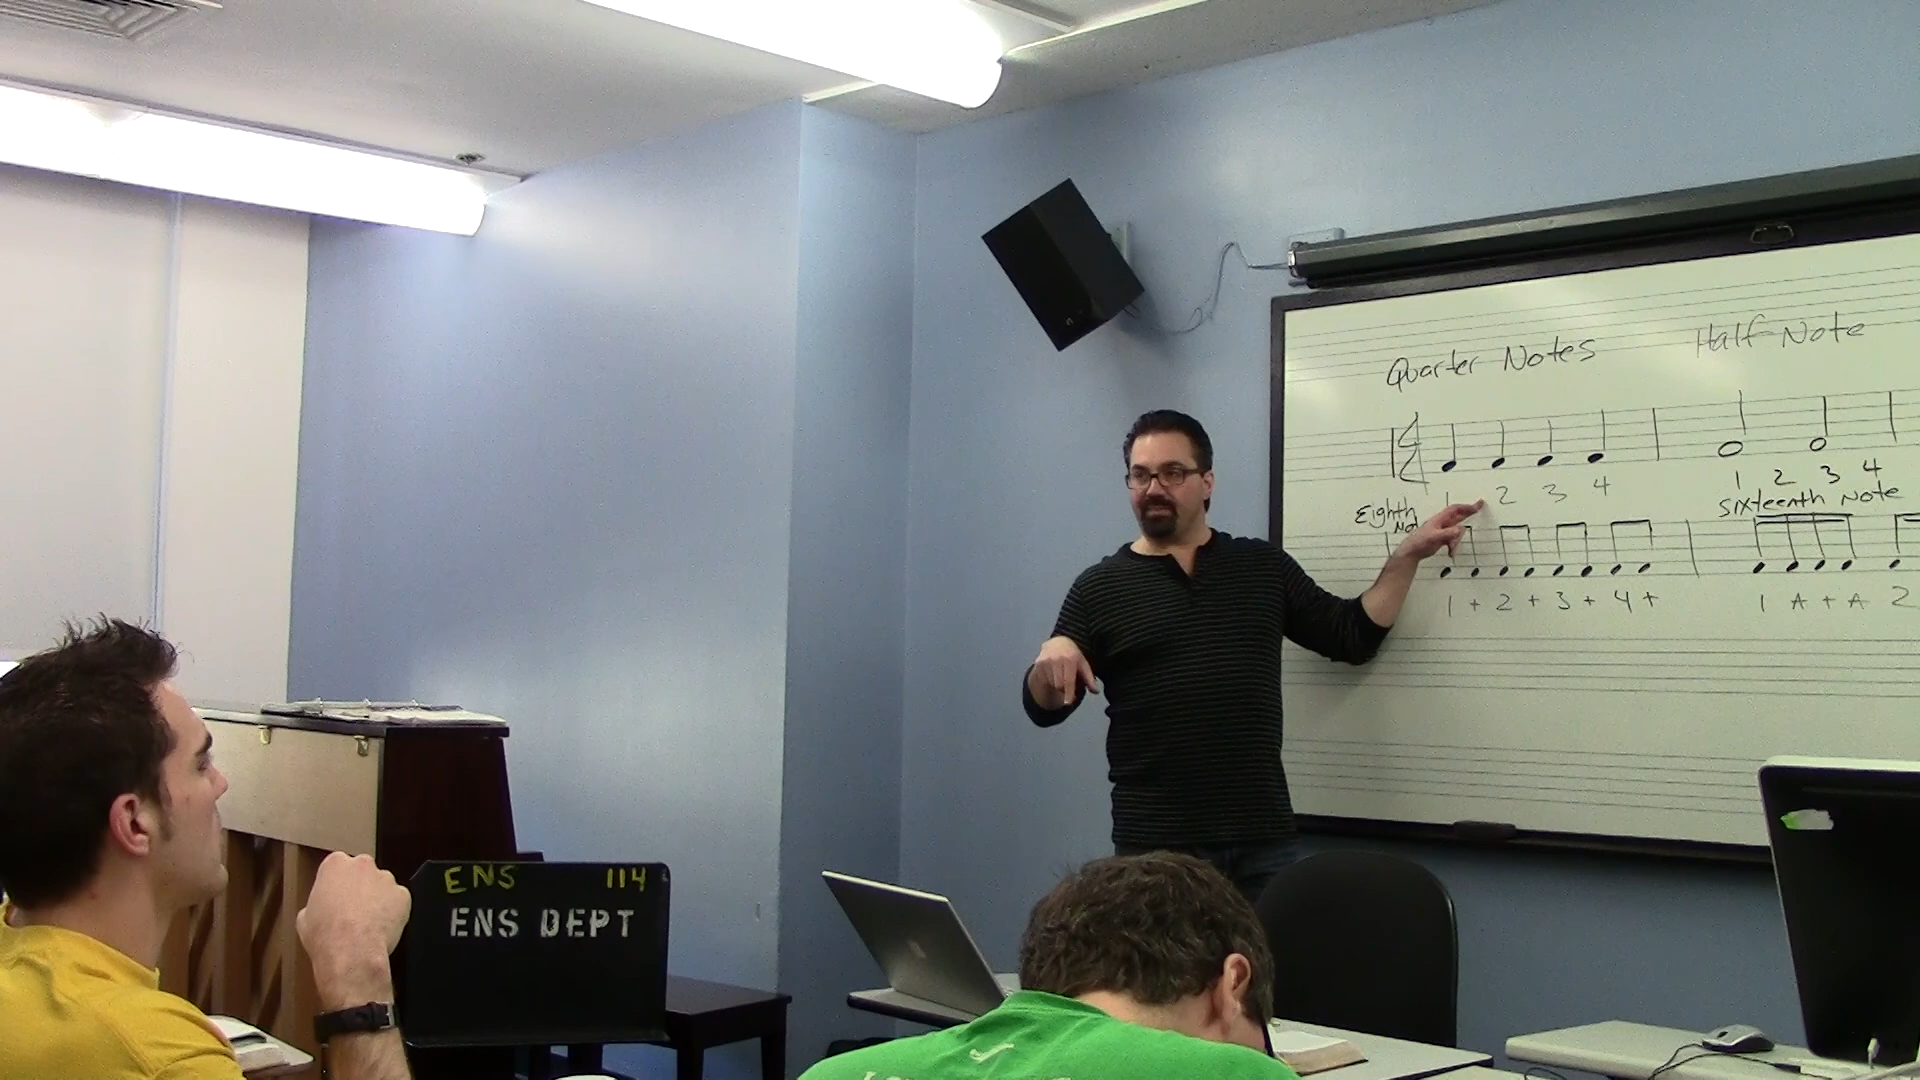 Quarter Notes Half Note
1 2 3 4 1 2 3 4
Eighth Sixteenth Note
1 + 2 + 3 + 4 + 1 A + A 2
ENS 114
ENS DEPT